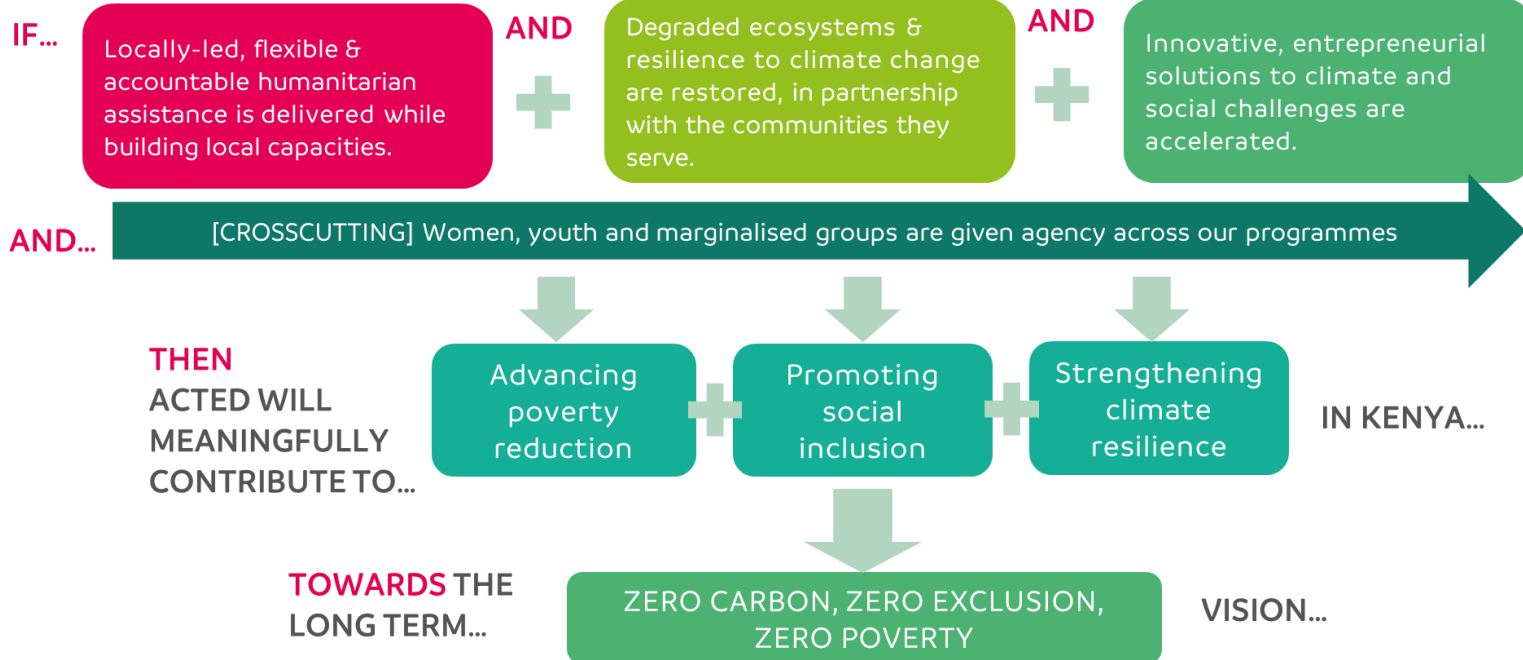 IF...
Locally-led, flexible &
accountable humanitarian
assistance is delivered while
building local capacities.
AND
Degraded ecosystems &
resilience to climate change
are restored, in partnership
with the communities they
serve.
AND
Innovative, entrepreneurial
solutions to climate and
social challenges are
accelerated.
AND...
[CROSSCUTTING] Women, youth and marginalised groups are given agency across our programmes
THEN
ACTED WILL
MEANINGFULLY
CONTRIBUTE TO...
Advancing
poverty
reduction
Promoting
social
inclusion
Strengthening
climate
resilience
IN KENYA...
TOWARDS THE
LONG TERM...
ZERO CARBON, ZERO EXCLUSION,
ZERO POVERTY
VISION...